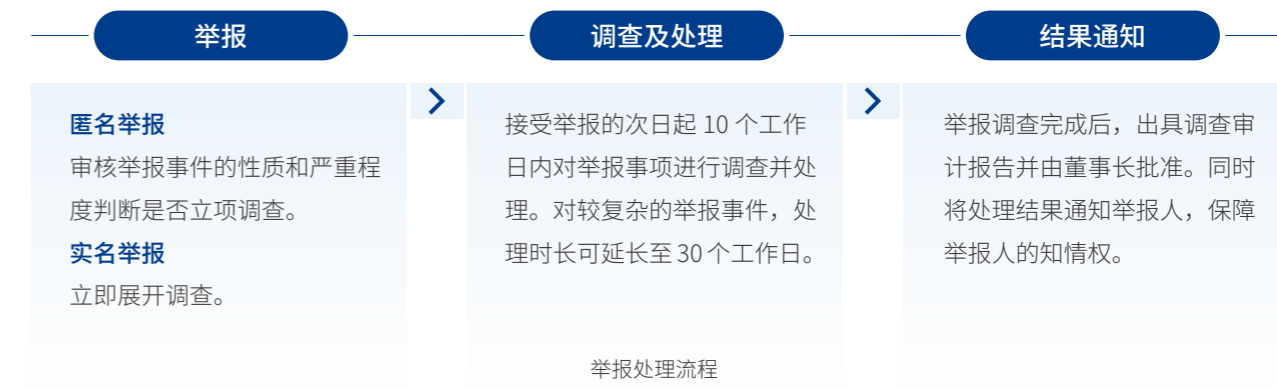 举报
匿名举报
审核举报事件的性质和严重程
度判断是否立项调查。
实名举报
立即展开调查。
调查及处理
接受举报的次日起 10 个工作
日内对举报事项进行调查并处
理。对较复杂的举报事件，处
理时长可延长至 30 个工作日。
结果通知
举报调查完成后，出具调查审
计报告并由董事长批准。同时
将处理结果通知举报人，保障
举报人的知情权。
举报处理流程